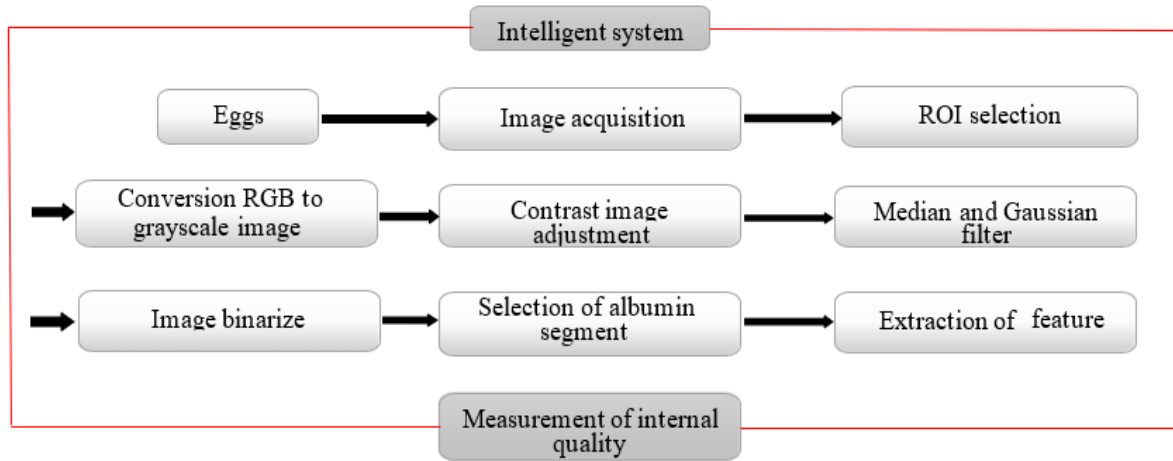 Intelligent system
Eggs
Image acquisition
ROI selection
Conversion RGB to
grayscale image
Contrast image
adjustment
Median and Gaussian
filter
Image binarize
Selection of albumin
segment
Extraction of feature
Measurement of internal
quality